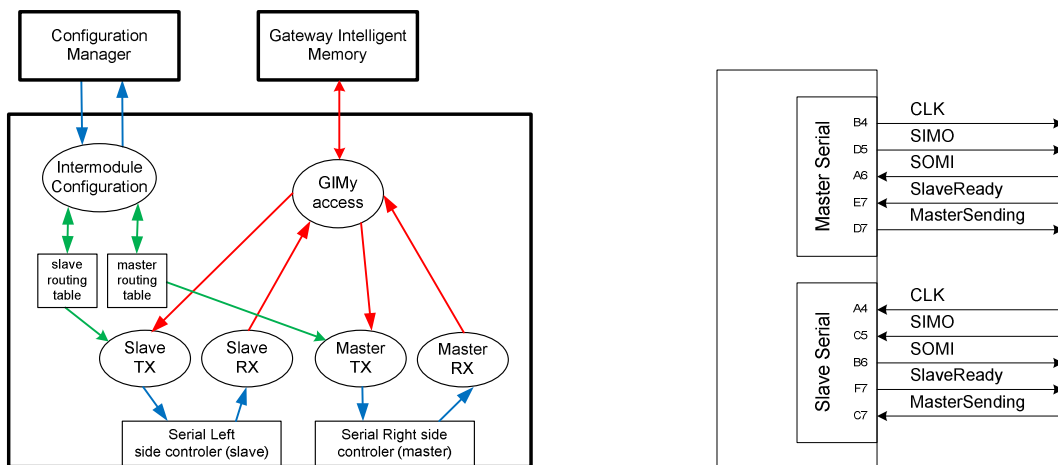 Configuration
Manager
Gateway Intelligent
Memory
Intermodule
Configuration
GIMy
access
slave
routing
table
master
routing
table
Slave
TX
Slave
RX
Master
TX
Master
RX
Serial Left
side controler (slave)
Serial Right side
controler (master)
Master Serial
B4
CLK
D5
SIMO
A6
SOMI
E7
SlaveReady
D7
MasterSending
Slave Serial
A4
CLK
C5
SIMO
B6
SOMI
F7
SlaveReady
C7
MasterSending